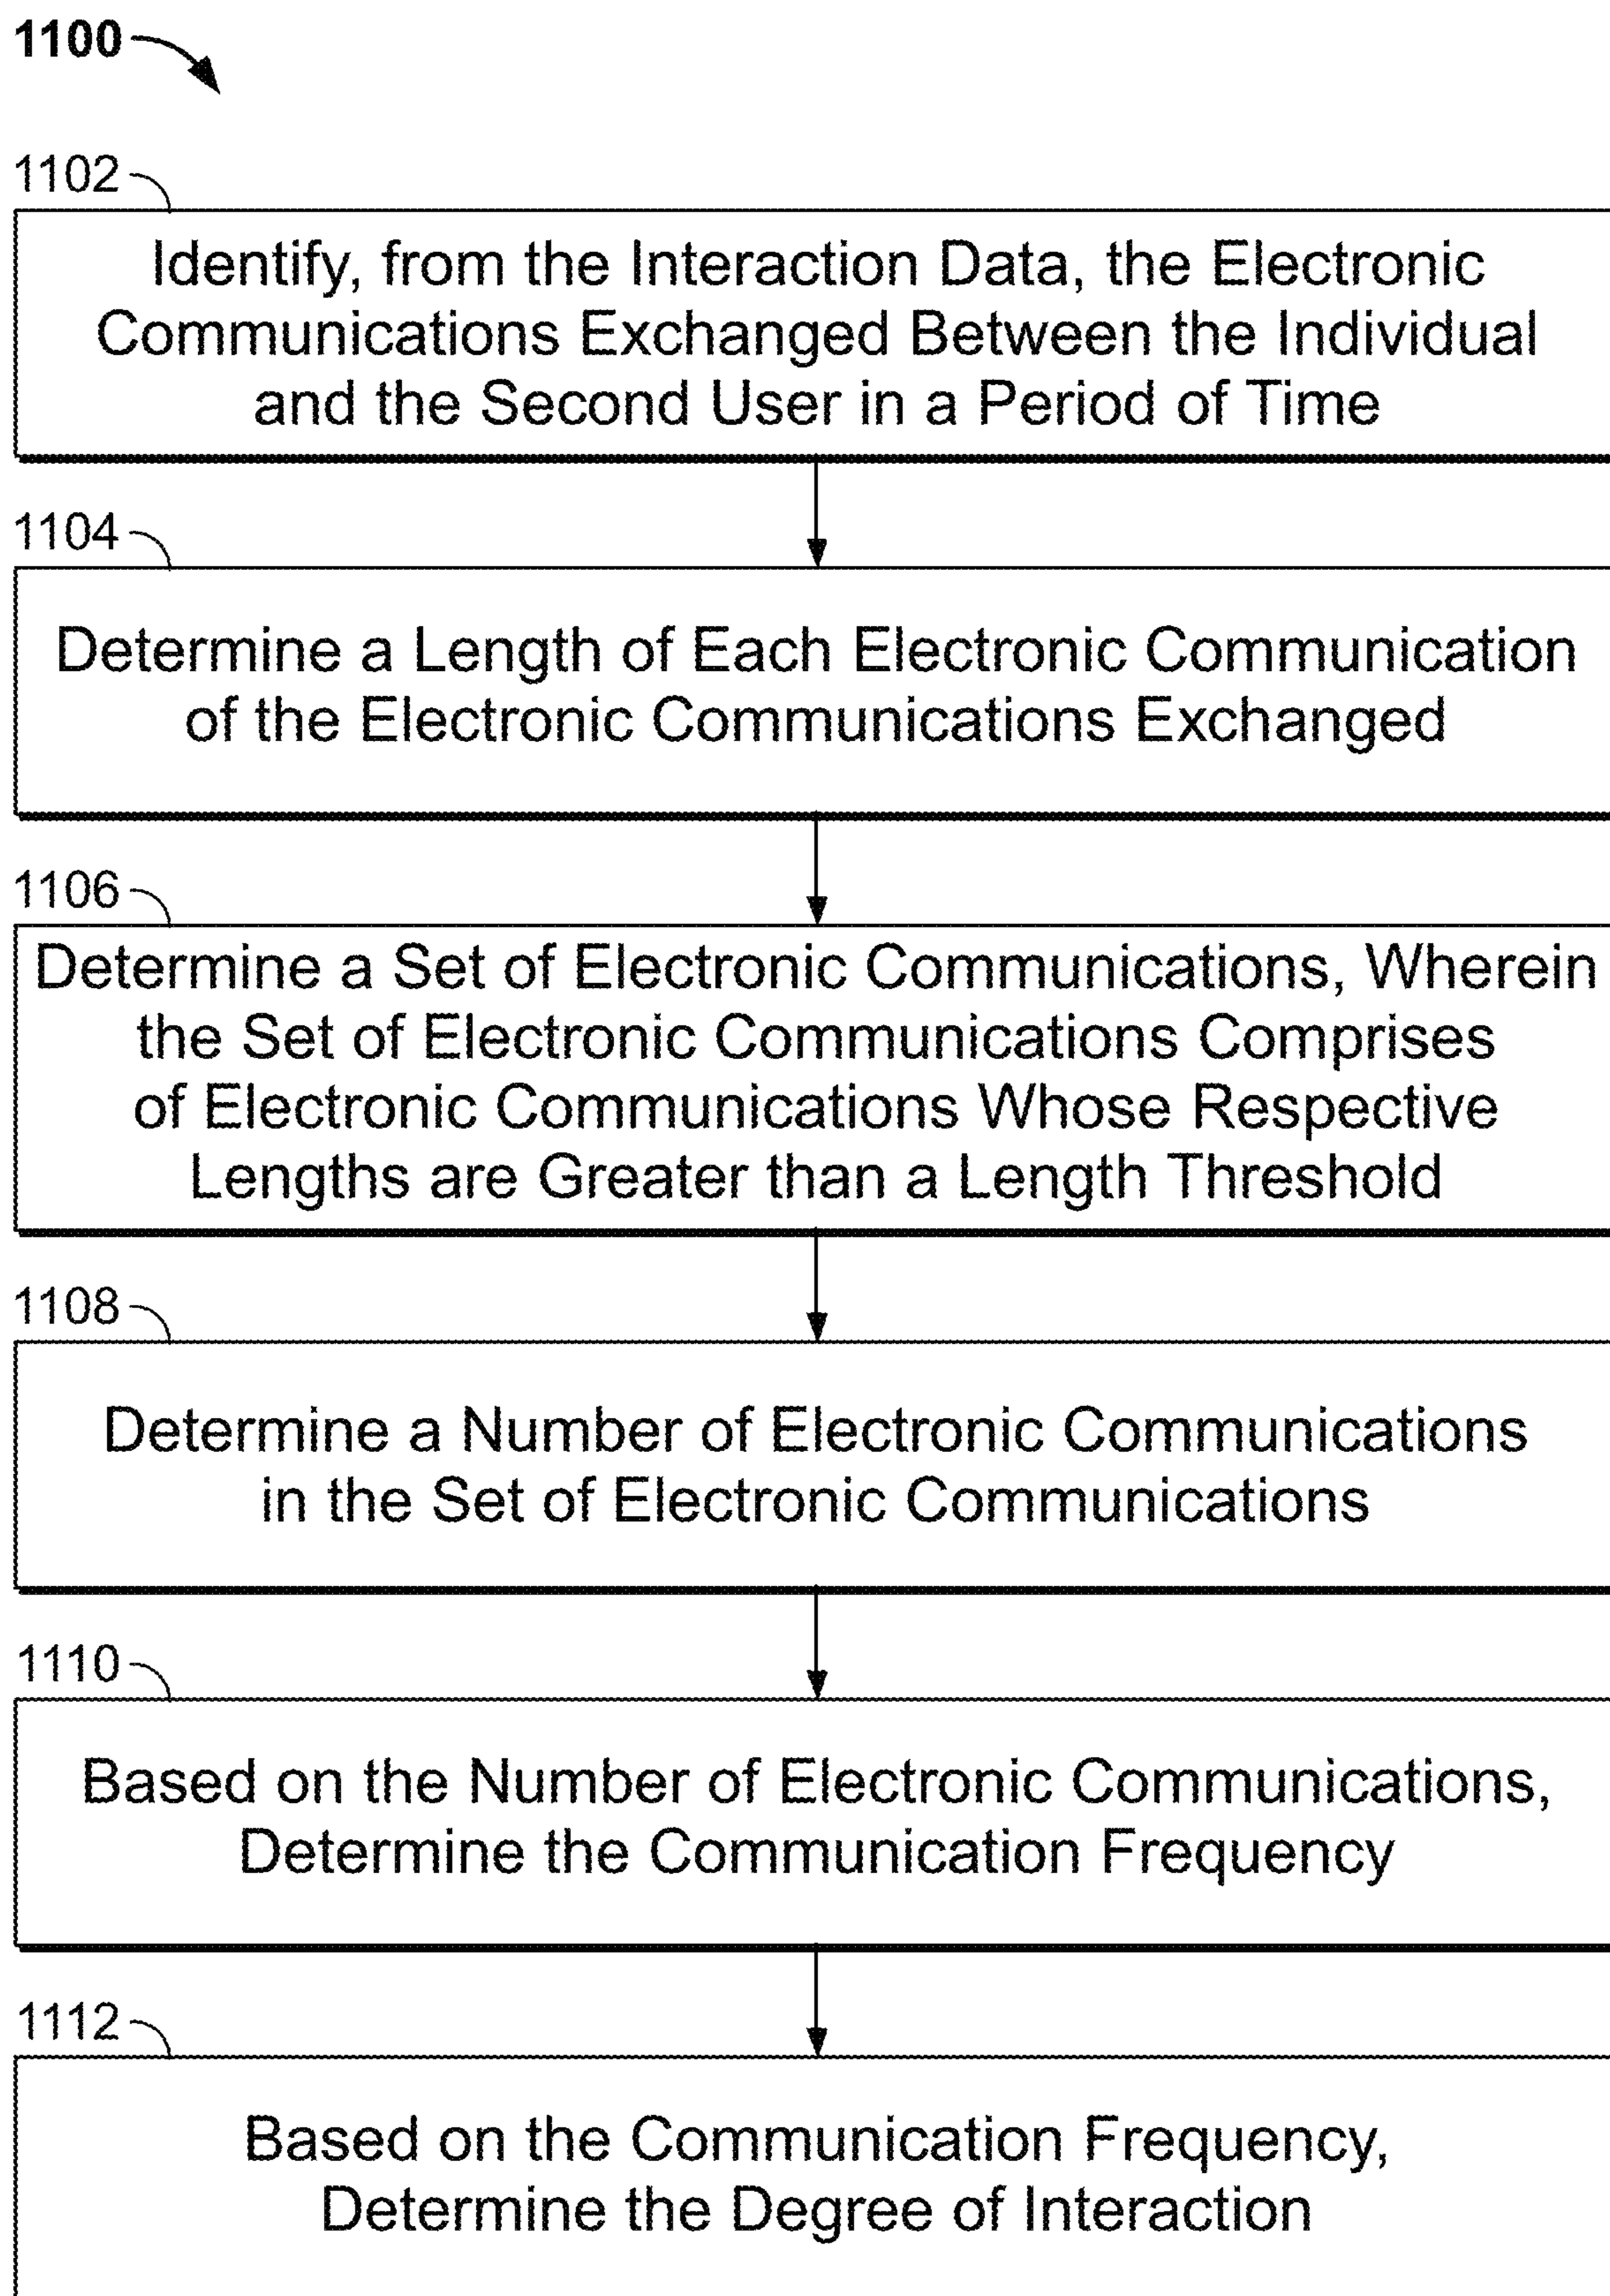 1100
1102
Identify, from the Interaction Data, the Electronic
Communications Exchanged Between the Individual
and the Second User in a Period of Time
1104
Determine a Length of Each Electronic Communication
of the Electronic Communications Exchanged
1106
Determine a Set of Electronic Communications, Wherein
the Set of Electronic Communications Comprises
of Electronic Communications Whose Respective
Lengths are Greater than a Length Threshold
1108
Determine a Number of Electronic Communications
in the Set of Electronic Communications
1110
Based on the Number of Electronic Communications,
Determine the Communication Frequency
1112
Based on the Communication Frequency,
Determine the Degree of Interaction